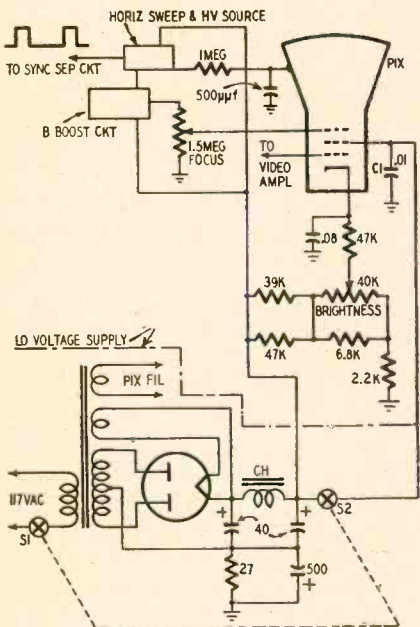 HORIZ SWEEP & HV SOURCE
TO SYNC SEP CKT
1MEG
PIX
500µµf
B BOOST CKT
1.5MEG
FOCUS
TO
VIDEO
AMPL
C1
.01
.08
47K
39K
40K
BRIGHTNESS
47K
6.8K
2.2K
LO VOLTAGE SUPPLY
PIX FIL
CH
117VAC
S1
S2
+
+
40
27
500
+